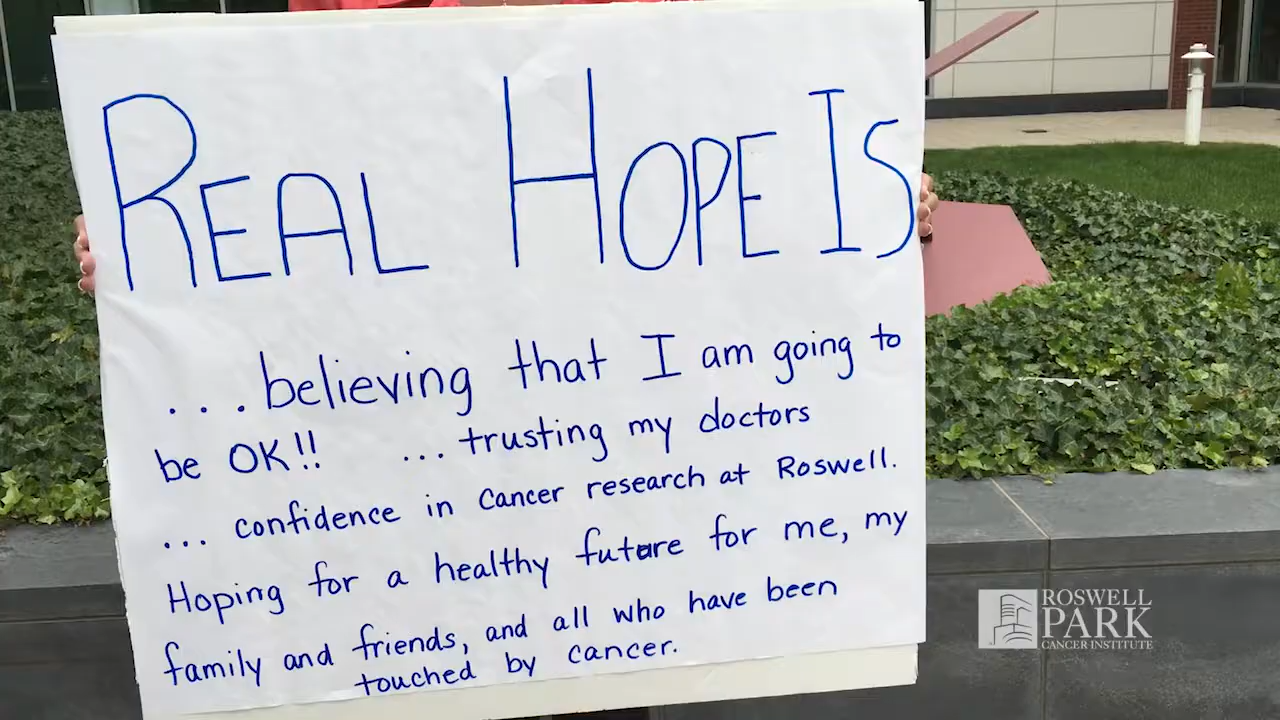 REAL HOPE IS
...believing that I am going to
be OK!! ...trusting my doctors
... confidence in cancer research at Roswell.
Hoping for a healthy future for me, my
family and friends, and all who have been
touched by cancer.
ROSWELL
PARK
CANCER INSTITUTE